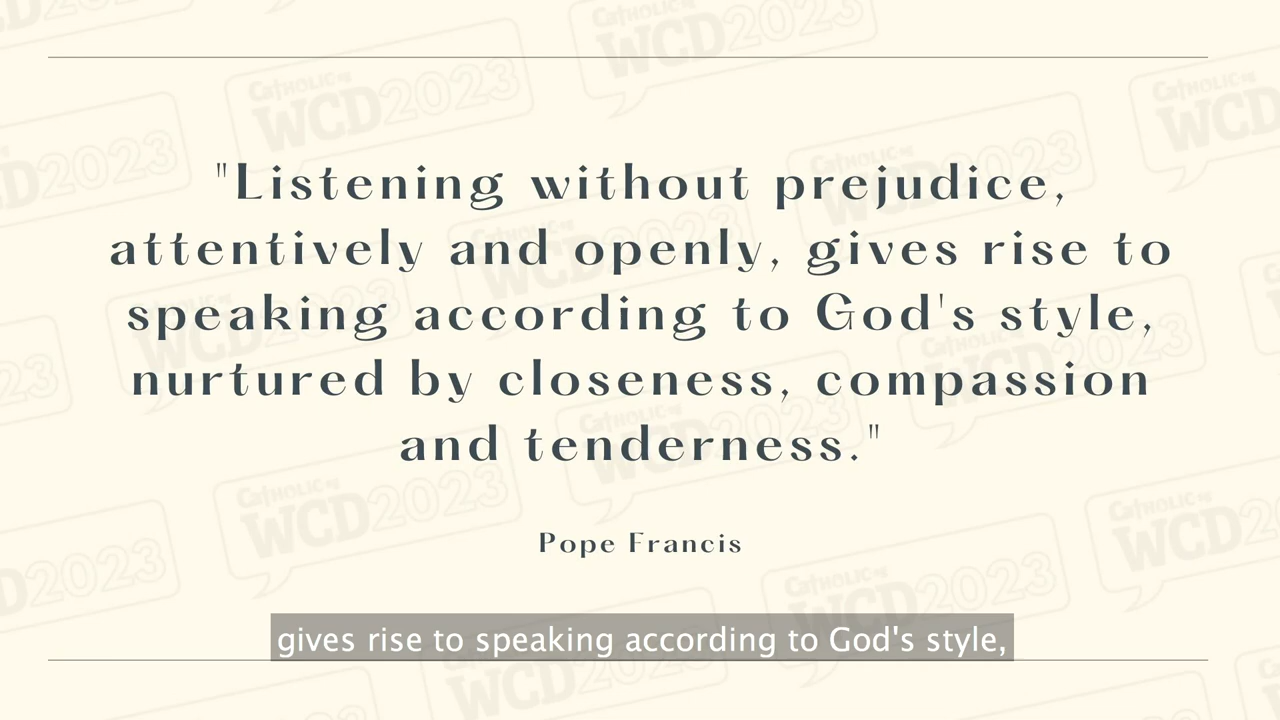 "Listening without prejudice,
attentively and openly, gives rise to
speaking according to God's style,
nurtured by closeness, compassion
and tenderness."
Pope Francis
gives rise to speaking according to God's style,